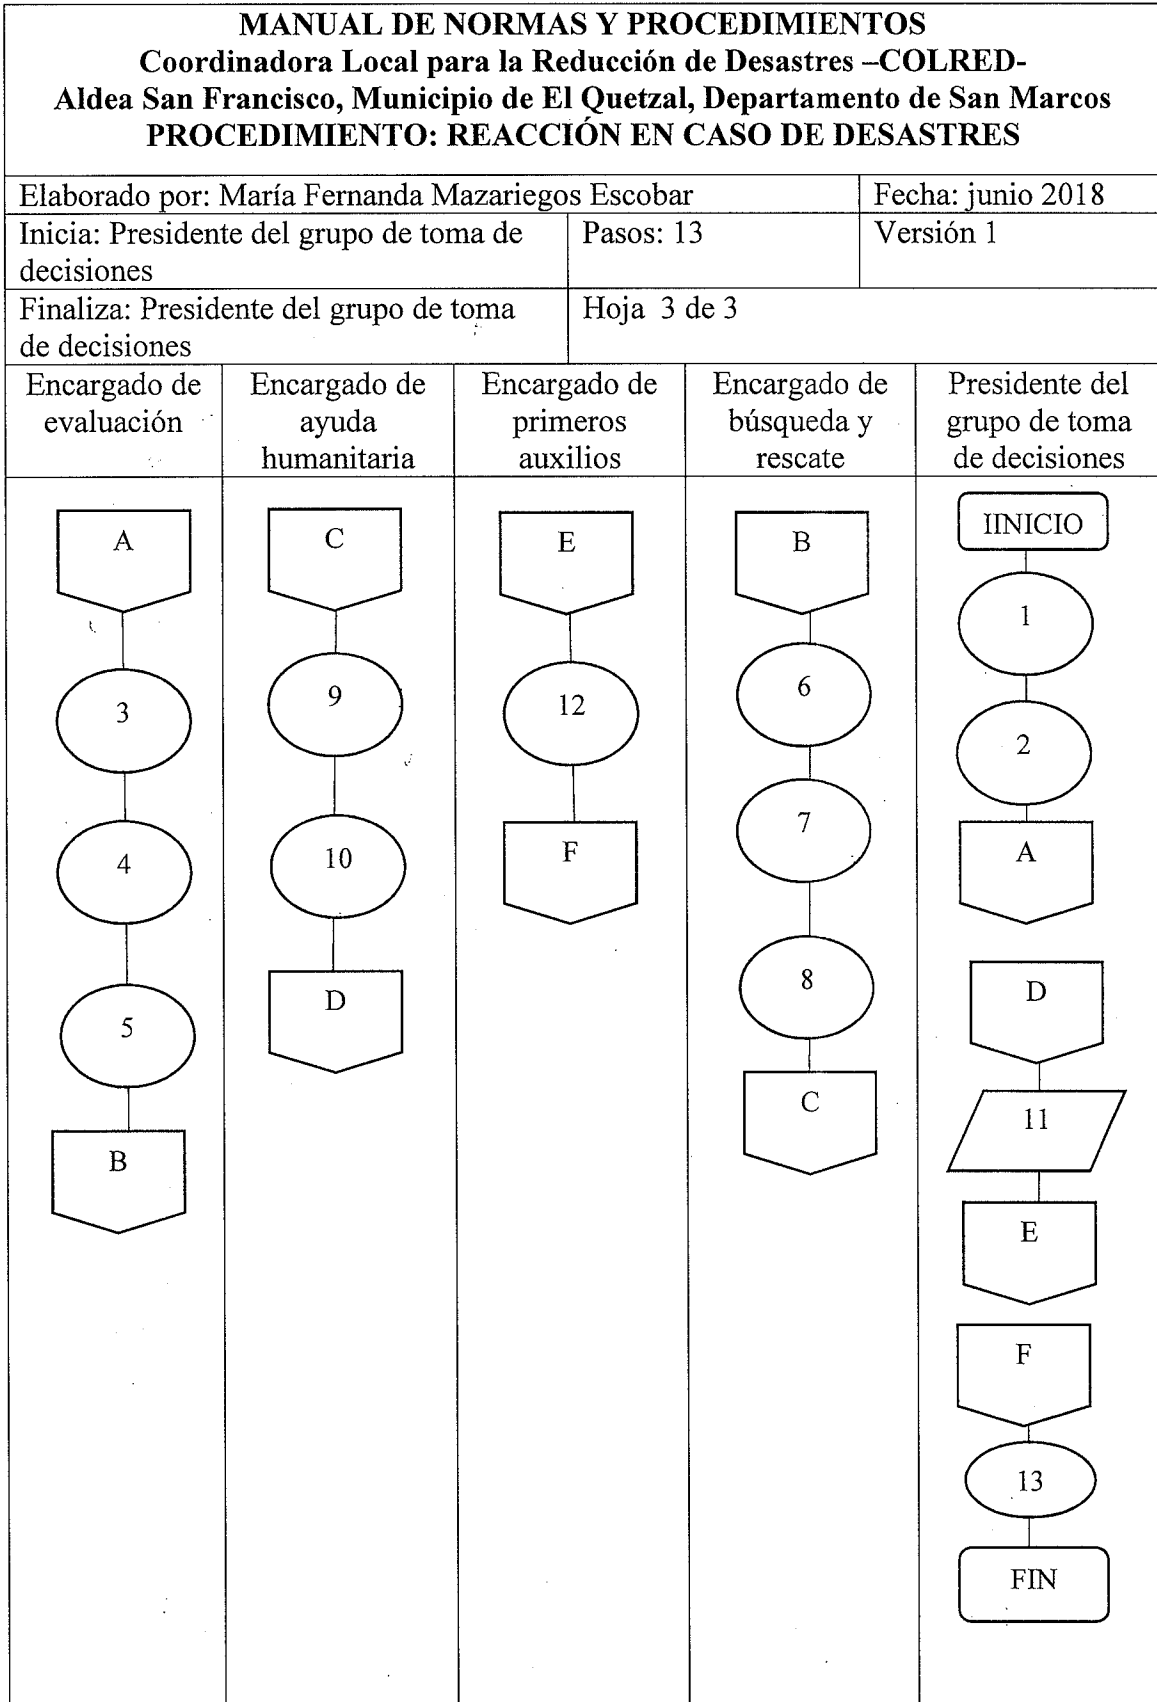 MANUAL DE NORMAS Y PROCEDIMIENTOS
Coordinadora Local para la Reducción de Desastres –COLRED-
Aldea San Francisco, Municipio de El Quetzal, Departamento de San Marcos
PROCEDIMIENTO: REACCIÓN EN CASO DE DESASTRES
Elaborado por: María Fernanda Mazariegos Escobar
Fecha: junio 2018
Inicia: Presidente del grupo de toma de
decisiones
Pasos: 13
Versión 1
Finaliza: Presidente del grupo de toma
de decisiones
Hoja 3 de 3
Encargado de
evaluación
Encargado de
ayuda
humanitaria
Encargado de
primeros
auxilios
Encargado de
búsqueda y
rescate
Presidente del
grupo de toma
de decisiones
A
3
4
5
B
C
9
10
D
E
12
F
B
6
7
8
C
IINICIO
1
2
A
D
11
E
F
13
FIN